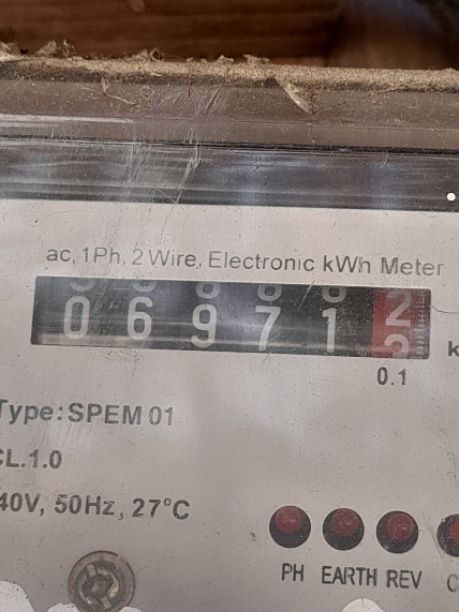 ac, 1Ph, 2 Wire, Electronic kWh Meter
0 6 9 7 1 2
k
0.1
Type: SPEM 01
CL.1.0
40V, 50Hz, 27°C
PH EARTH REV C